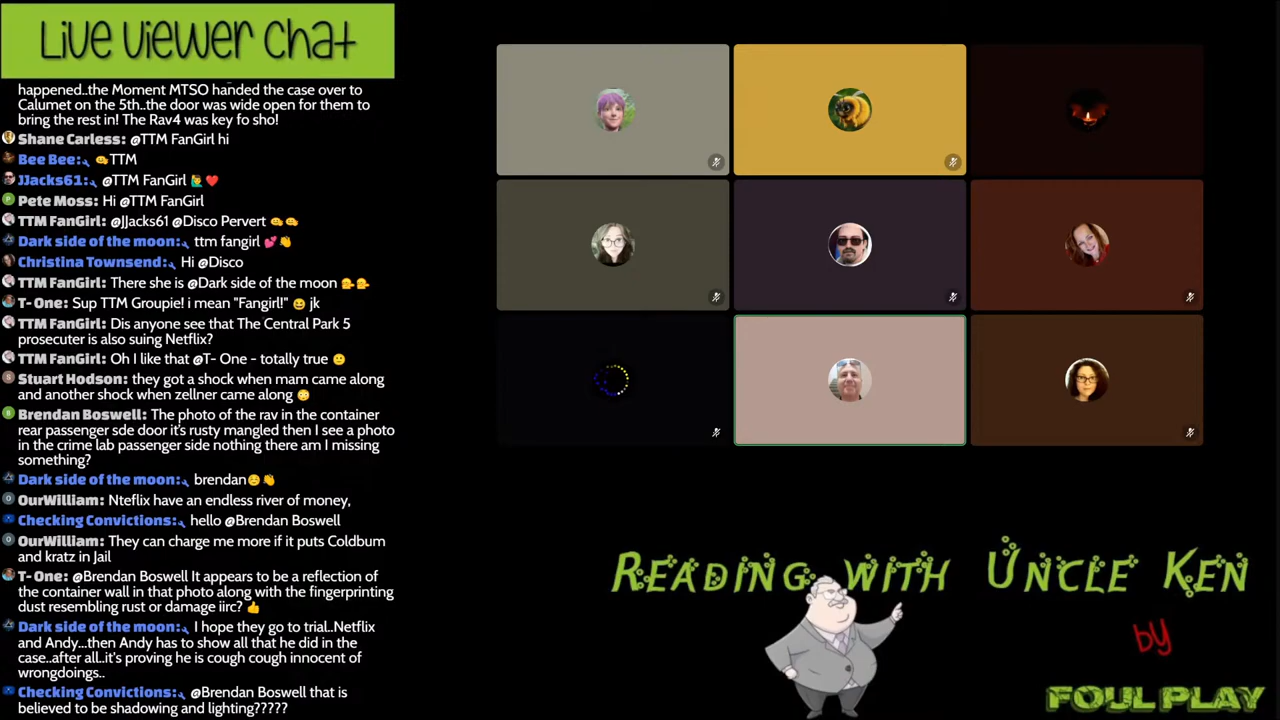 Live Viewer Chat
happened..the Moment MTSO handed the case over to
Calumet on the 5th..the door was wide open for them to
bring the rest in! The Rav4 was key fo sho!
Shane Carless: @TTM FanGirl hi
Bee Bee: TTM
JJacks61: @TTM FanGirl
Pete Moss: Hi @TTM FanGirl
TTM FanGirl: @JJacks61 @Disco Pervert
Dark side of the moon: ttm fangirl
Christina Townsend: Hi @Disco
TTM FanGirl: There she is @Dark side of the moon
T- One: Sup TTM Groupie! i mean "Fangirl!" jk
TTM FanGirl: Dis anyone see that The Central Park 5
prosecuter is also suing Netflix?
TTM FanGirl: Oh I like that @T- One - totally true
Stuart Hodson: they got a shock when mam came along
and another shock when zellner came along
Brendan Boswell: The photo of the rav in the container
rear passenger sde door it's rusty mangled then I see a photo
in the crime lab passenger side nothing there am I missing
something?
Dark side of the moon: brendan
OurWilliam: Nteflix have an endless river of money,
Checking Convictions: hello @Brendan Boswell
OurWilliam: They can charge me more if it puts Coldburn
and kratz in Jail
T- One: @Brendan Boswell It appears to be a reflection of
the container wall in that photo along with the fingerprinting
dust resembling rust or damage iirc?
Dark side of the moon: I hope they go to trial..Netflix
and Andy...then Andy has to show all that he did in the
case..after all..it's proving he is cough cough innocent of
wrongdoings..
Checking Convictions: @Brendan Boswell that is
believed to be shadowing and lighting?????
Reading with Uncle Ken
by
FOUL PLAY